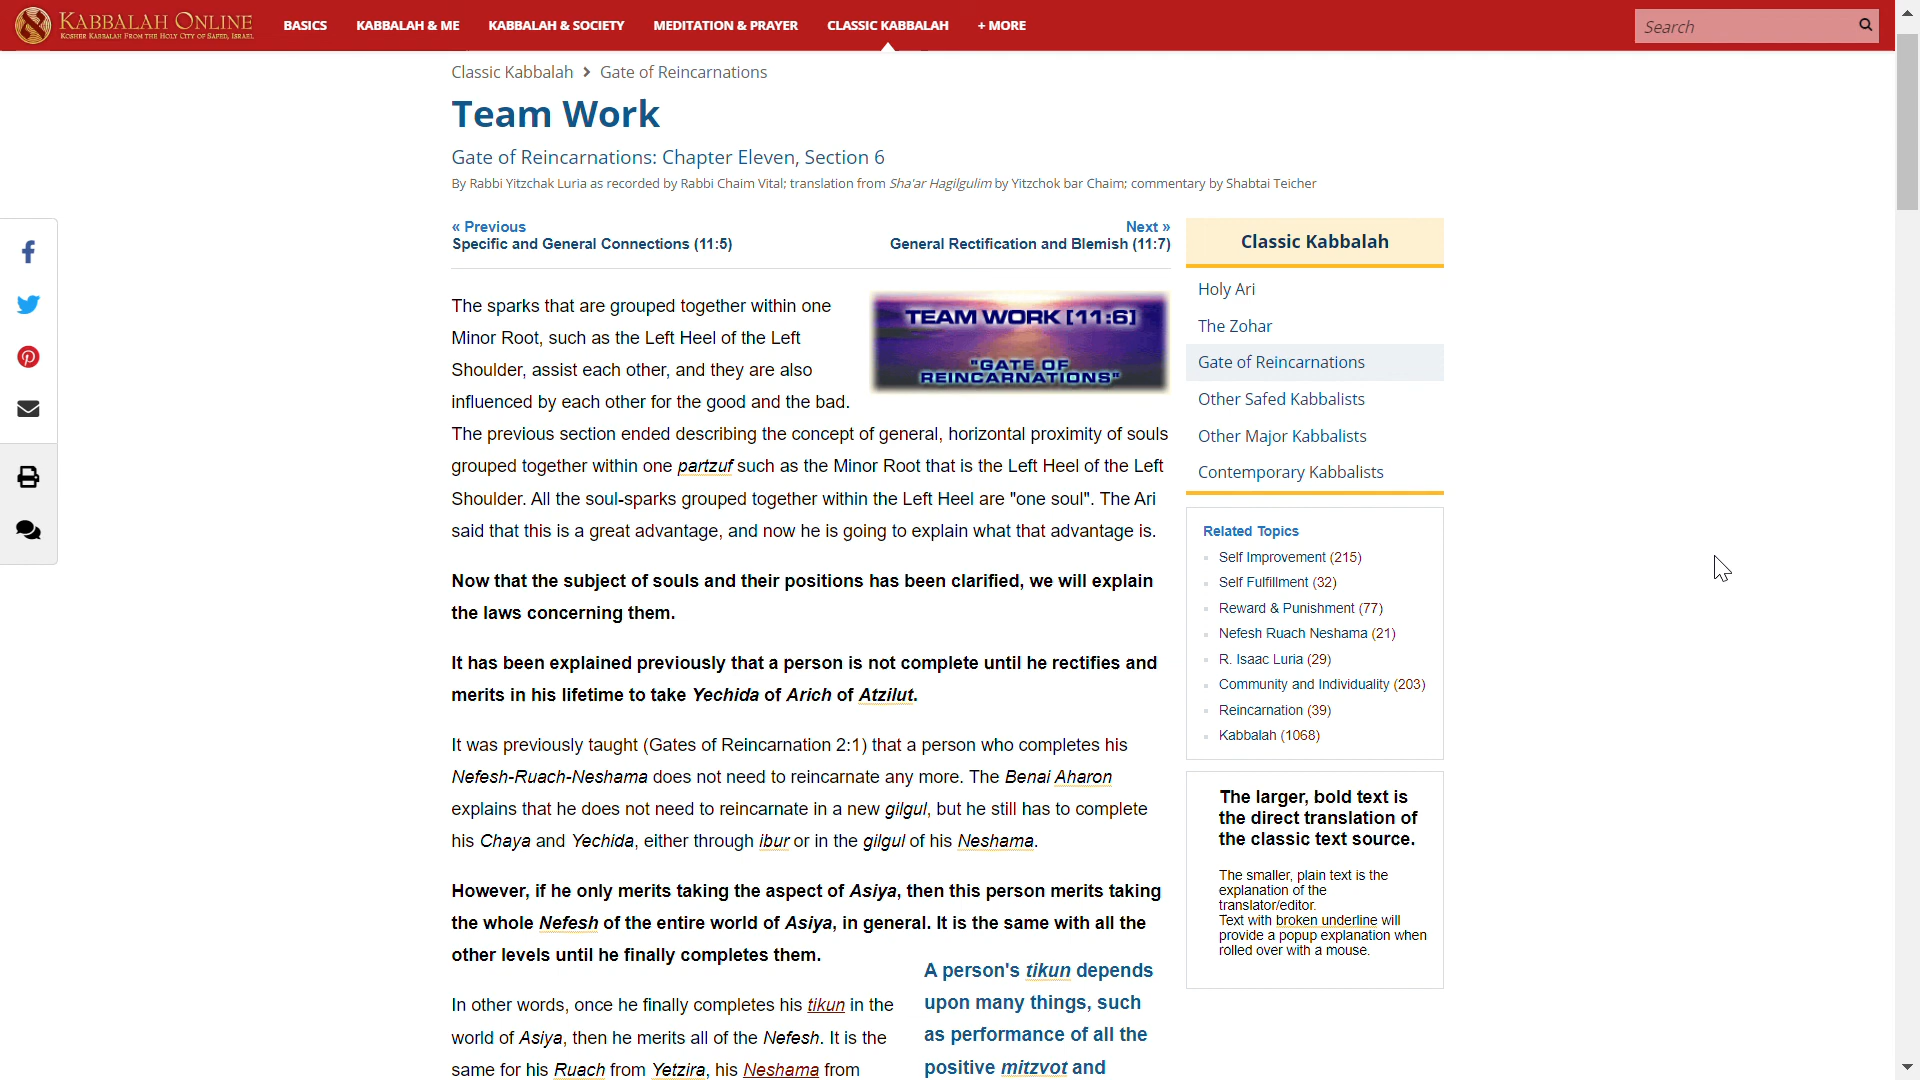 KABBALAH ONLINE
KOSHER KABBALAH FROM THE HOLY CITY OF SAFED, ISRAEL
BASICS
KABBALAH & ME
KABBALAH & SOCIETY
MEDITATION & PRAYER
CLASSIC KABBALAH
+ MORE
Search
Classic Kabbalah > Gate of Reincarnations
Team Work
Gate of Reincarnations: Chapter Eleven, Section 6
By Rabbi Yitzchak Luria as recorded by Rabbi Chaim Vital; translation from Sha'ar Hagilgulim by Yitzchok bar Chaim; commentary by Shabtai Teicher
« Previous
Specific and General Connections (11:5)
Next »
General Rectification and Blemish (11:7)
TEAM WORK [11:6]
"GATE OF
REINCARNATIONS"
The sparks that are grouped together within one
Minor Root, such as the Left Heel of the Left
Shoulder, assist each other, and they are also
influenced by each other for the good and the bad.
The previous section ended describing the concept of general, horizontal proximity of souls
grouped together within one partzuf such as the Minor Root that is the Left Heel of the Left
Shoulder. All the soul-sparks grouped together within the Left Heel are "one soul". The Ari
said that this is a great advantage, and now he is going to explain what that advantage is.
Now that the subject of souls and their positions has been clarified, we will explain
the laws concerning them.
It has been explained previously that a person is not complete until he rectifies and
merits in his lifetime to take Yechida of Arich of Atzilut.
It was previously taught (Gates of Reincarnation 2:1) that a person who completes his
Nefesh-Ruach-Neshama does not need to reincarnate any more. The Benai Aharon
explains that he does not need to reincarnate in a new gilgul, but he still has to complete
his Chaya and Yechida, either through ibur or in the gilgul of his Neshama.
However, if he only merits taking the aspect of Asiya, then this person merits taking
the whole Nefesh of the entire world of Asiya, in general. It is the same with all the
other levels until he finally completes them.
In other words, once he finally completes his tikun in the
world of Asiya, then he merits all of the Nefesh. It is the
same for his Ruach from Yetzira, his Neshama from
A person's tikun depends
upon many things, such
as performance of all the
positive mitzvot and
Classic Kabbalah
Holy Ari
The Zohar
Gate of Reincarnations
Other Safed Kabbalists
Other Major Kabbalists
Contemporary Kabbalists
Related Topics
Self Improvement (215)
Self Fulfillment (32)
Reward & Punishment (77)
Nefesh Ruach Neshama (21)
R. Isaac Luria (29)
Community and Individuality (203)
Reincarnation (39)
Kabbalah (1068)
The larger, bold text is
the direct translation of
the classic text source.
The smaller, plain text is the
explanation of the
translator/editor.
Text with broken underline will
provide a popup explanation when
rolled over with a mouse.